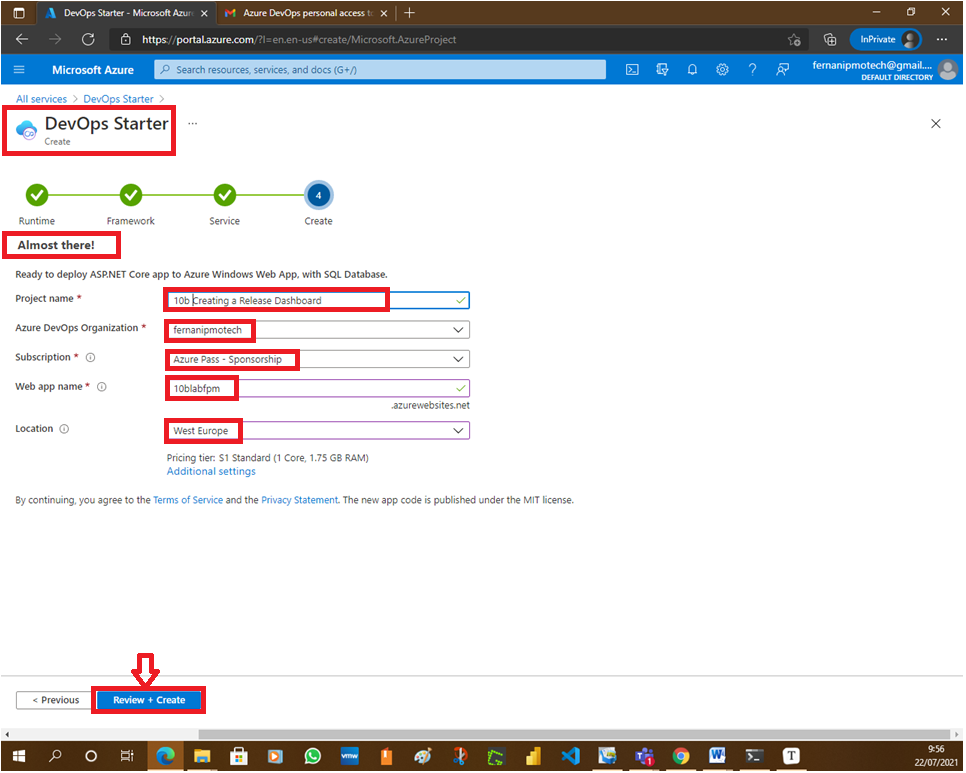 DevOps Starter - Microsoft Azur
Azure DevOps personal access to
https://portal.azure.com/?l=en.en-us#create/Microsoft.AzureProject
InPrivate
Microsoft Azure
Search resources, services, and docs (G+/)
fernanipmotech@gmail....
DEFAULT DIRECTORY
All services > DevOps Starter >
DevOps Starter ...
Create
4
Runtime Framework Service Create
Almost there!
Ready to deploy ASP.NET Core app to Azure Windows Web App, with SQL Database.
Project name * 10b Creating a Release Dashboard
Azure DevOps Organization * fernanipmotech
Subscription * Azure Pass - Sponsorship
Web app name * 10blabfpm
.azurewebsites.net
Location West Europe
Pricing tier: S1 Standard (1 Core, 1.75 GB RAM)
Additional settings
By continuing, you agree to the Terms of Service and the Privacy Statement. The new app code is published under the MIT license.
< Previous Review + Create
vmw
1
W
T
9:56
22/07/2021